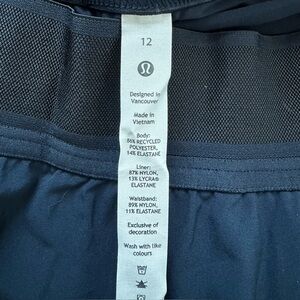 12
Designed in
Vancouver
Made in
Vietnam
Body:
86% RECYCLED
POLYESTER,
14% ELASTANE
Liner:
87% NYLON,
13% LYCRA®
ELASTANE
Waistband:
89% NYLON,
11% ELASTANE
Exclusive of
decoration
Wash with like
colours